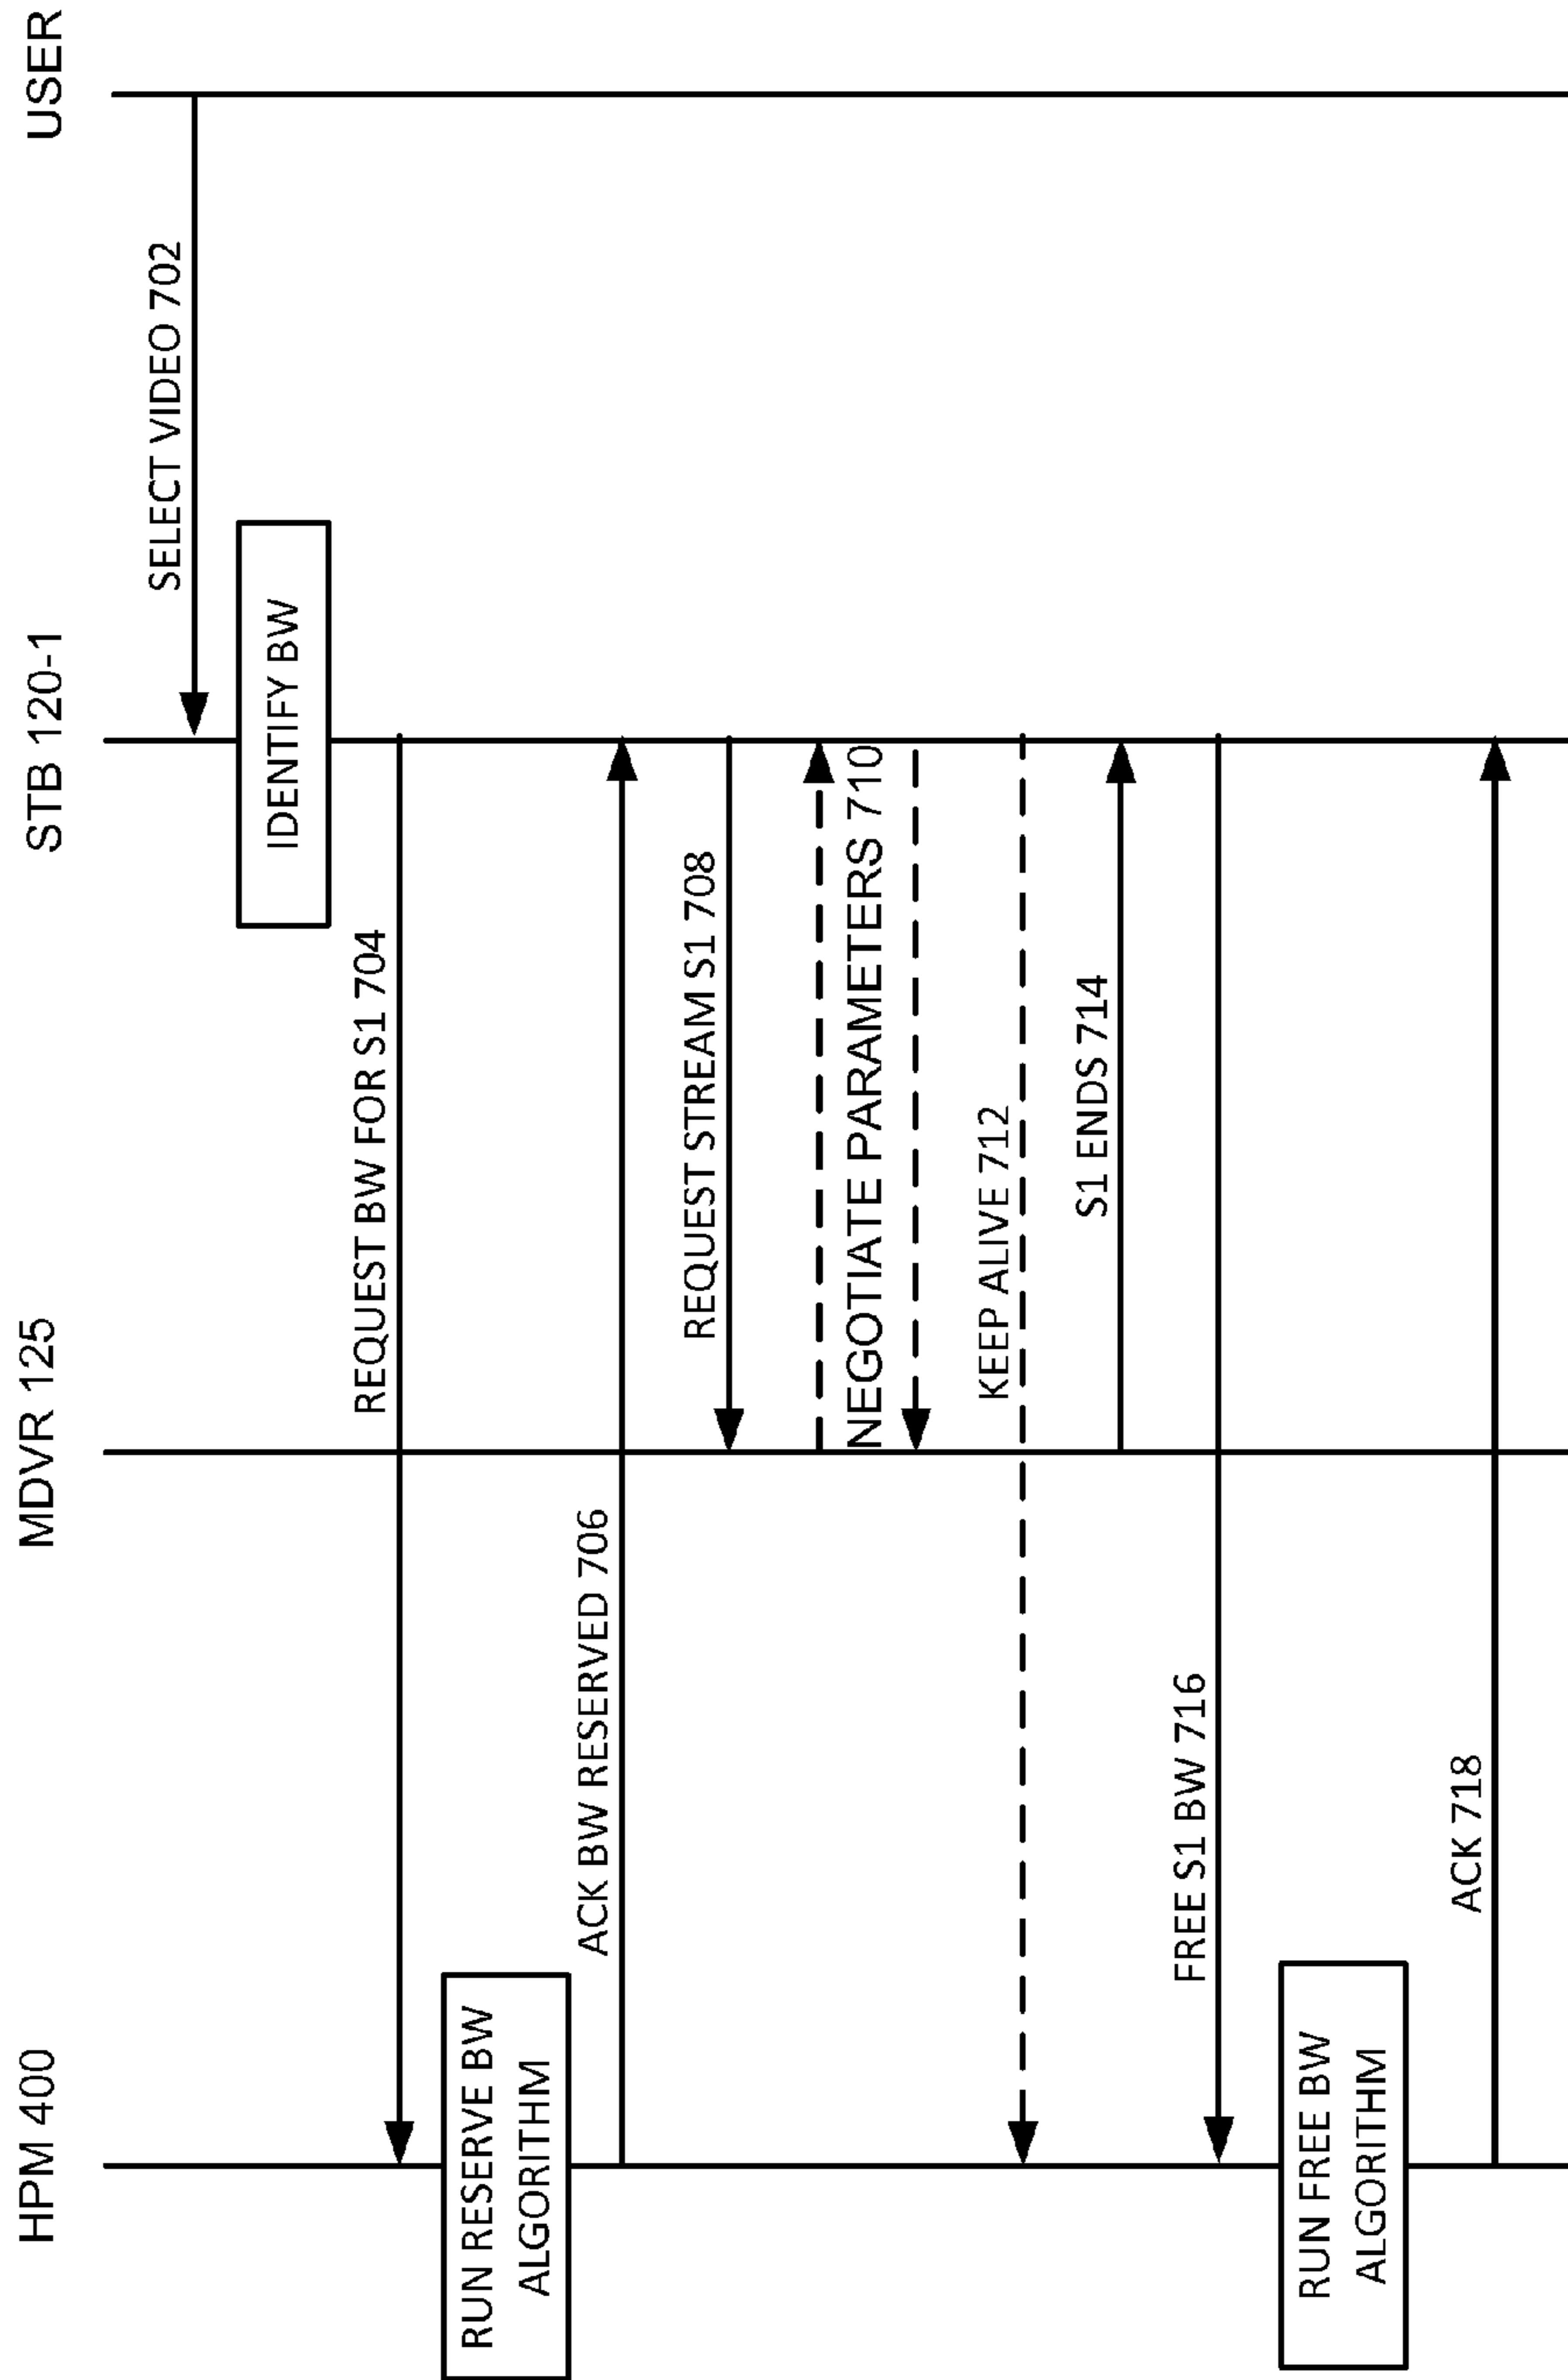 HPM 400
MDVR 125
STB 120-1
USER
SELECT VIDEO 702
IDENTIFY BW
REQUEST BW FOR S1 704
RUN RESERVE BW
ALGORITHM
ACK BW RESERVED 706
REQUEST STREAM S1 708
NEGOTIATE PARAMETERS 710
KEEP ALIVE 712
S1 ENDS 714
FREE S1 BW 716
RUN FREE BW
ALGORITHM
ACK 718